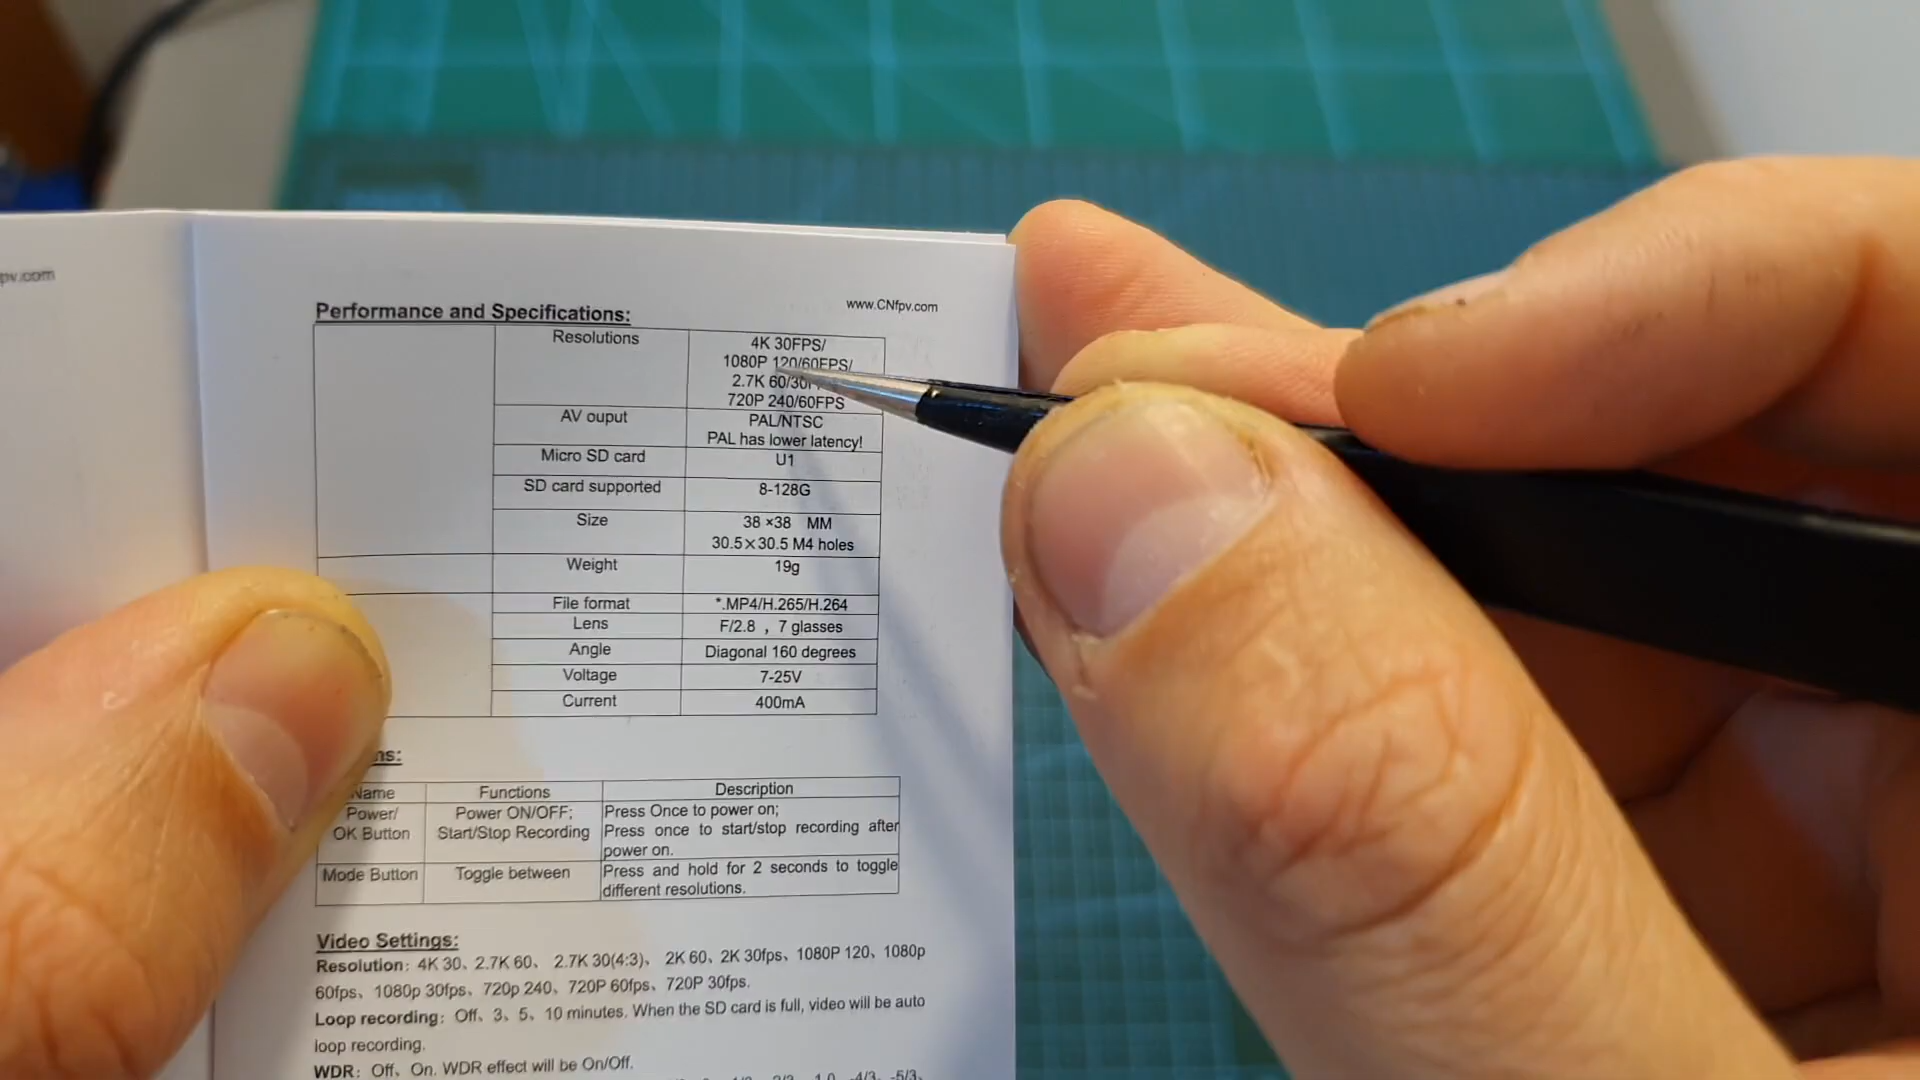 pv.com
www.CNfpv.com
Performance and Specifications:
Resolutions
4K 30FPS/
1080P 120/60FPS/
2.7K 60/30
720P 240/60FPS
AV ouput
PAL/NTSC
PAL has lower latency!
Micro SD card
U1
SD card supported
8-128G
Size
38 ×38 MM
30.5×30.5 M4 holes
Weight
19g
File format
*.MP4/H.265/H.264
Lens
F/2.8 , 7 glasses
Angle
Diagonal 160 degrees
Voltage
7-25V
Current
400mA
ns:
Name Functions Description
Power/
OK Button
Power ON/OFF;
Start/Stop Recording
Press Once to power on;
Press once to start/stop recording after
power on.
Mode Button
Toggle between
Press and hold for 2 seconds to toggle
different resolutions.
Video Settings:
Resolution: 4K 30、2.7K 60、 2.7K 30(4:3)、 2K 60、2K 30fps、1080P 120、1080p
60fps、1080p 30fps、720p 240、720P 60fps、720P 30fps.
Loop recording: Off、3、5、10 minutes. When the SD card is full, video will be auto
loop recording.
WDR: Off、On. WDR effect will be On/Off.
1.0、-4/3、-5/3、